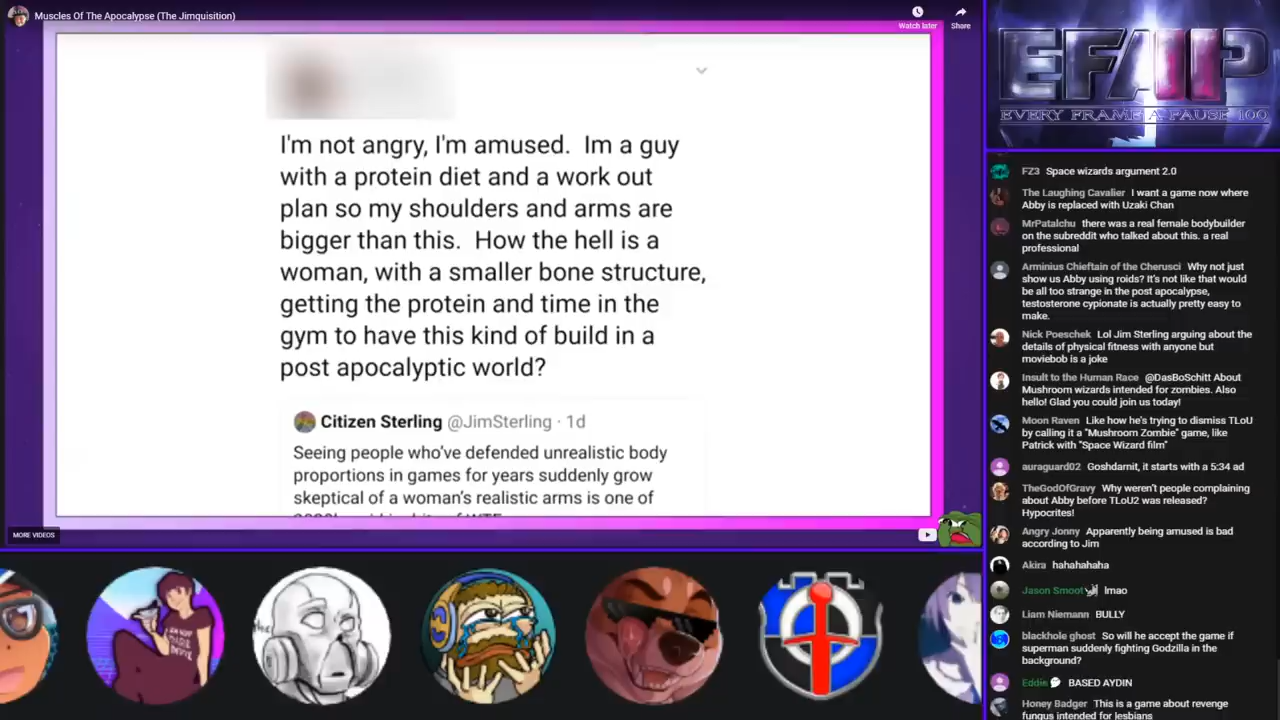 Muscles Of The Apocalypse (The Jimquisition)
Watch later
Share
I'm not angry, I'm amused.  Im a guy
with a protein diet and a work out
plan so my shoulders and arms are
bigger than this.  How the hell is a
woman, with a smaller bone structure,
getting the protein and time in the
gym to have this kind of build in a
post apocalyptic world?
Citizen Sterling @JimSterling · 1d
Seeing people who've defended unrealistic body
proportions in games for years suddenly grow
skeptical of a woman's realistic arms is one of
MORE VIDEOS
EFAP
EVERY FRAME A PAUSE 100
FZ3 Space wizards argument 2.0
The Laughing Cavalier I want a game now where
Abby is replaced with Uzaki Chan
MrPatalchu there was a real female bodybuilder
on the subreddit who talked about this. a real
professional
Arminius Chieftain of the Cherusci Why not just
show us Abby using roids? It's not like that would
be all too strange in the post apocalypse,
testosterone cypionate is actually pretty easy to
make.
Nick Poeschek Lol Jim Sterling arguing about the
details of physical fitness with anyone but
moviebob is a joke
Insult to the Human Race @DasBoSchitt About
Mushroom wizards intended for zombies. Also
hello! Glad you could join us today!
Moon Raven Like how he's trying to dismiss TLoU
by calling it a "Mushroom Zombie" game, like
Patrick with "Space Wizard film"
auraguard02 Goshdarnit, it starts with a 5:34 ad
TheGodOfGravy Why weren't people complaining
about Abby before TLoU2 was released?
Hypocrites!
Angry Jonny Apparently being amused is bad
according to Jim
Akira hahahahaha
Jason Smoot lmao
Liam Niemann BULLY
blackhole ghost So will he accept the game if
superman suddenly fighting Godzilla in the
background?
Eddie BASED AYDIN
Honey Badger This is a game about revenge
fungus intended for lesbians